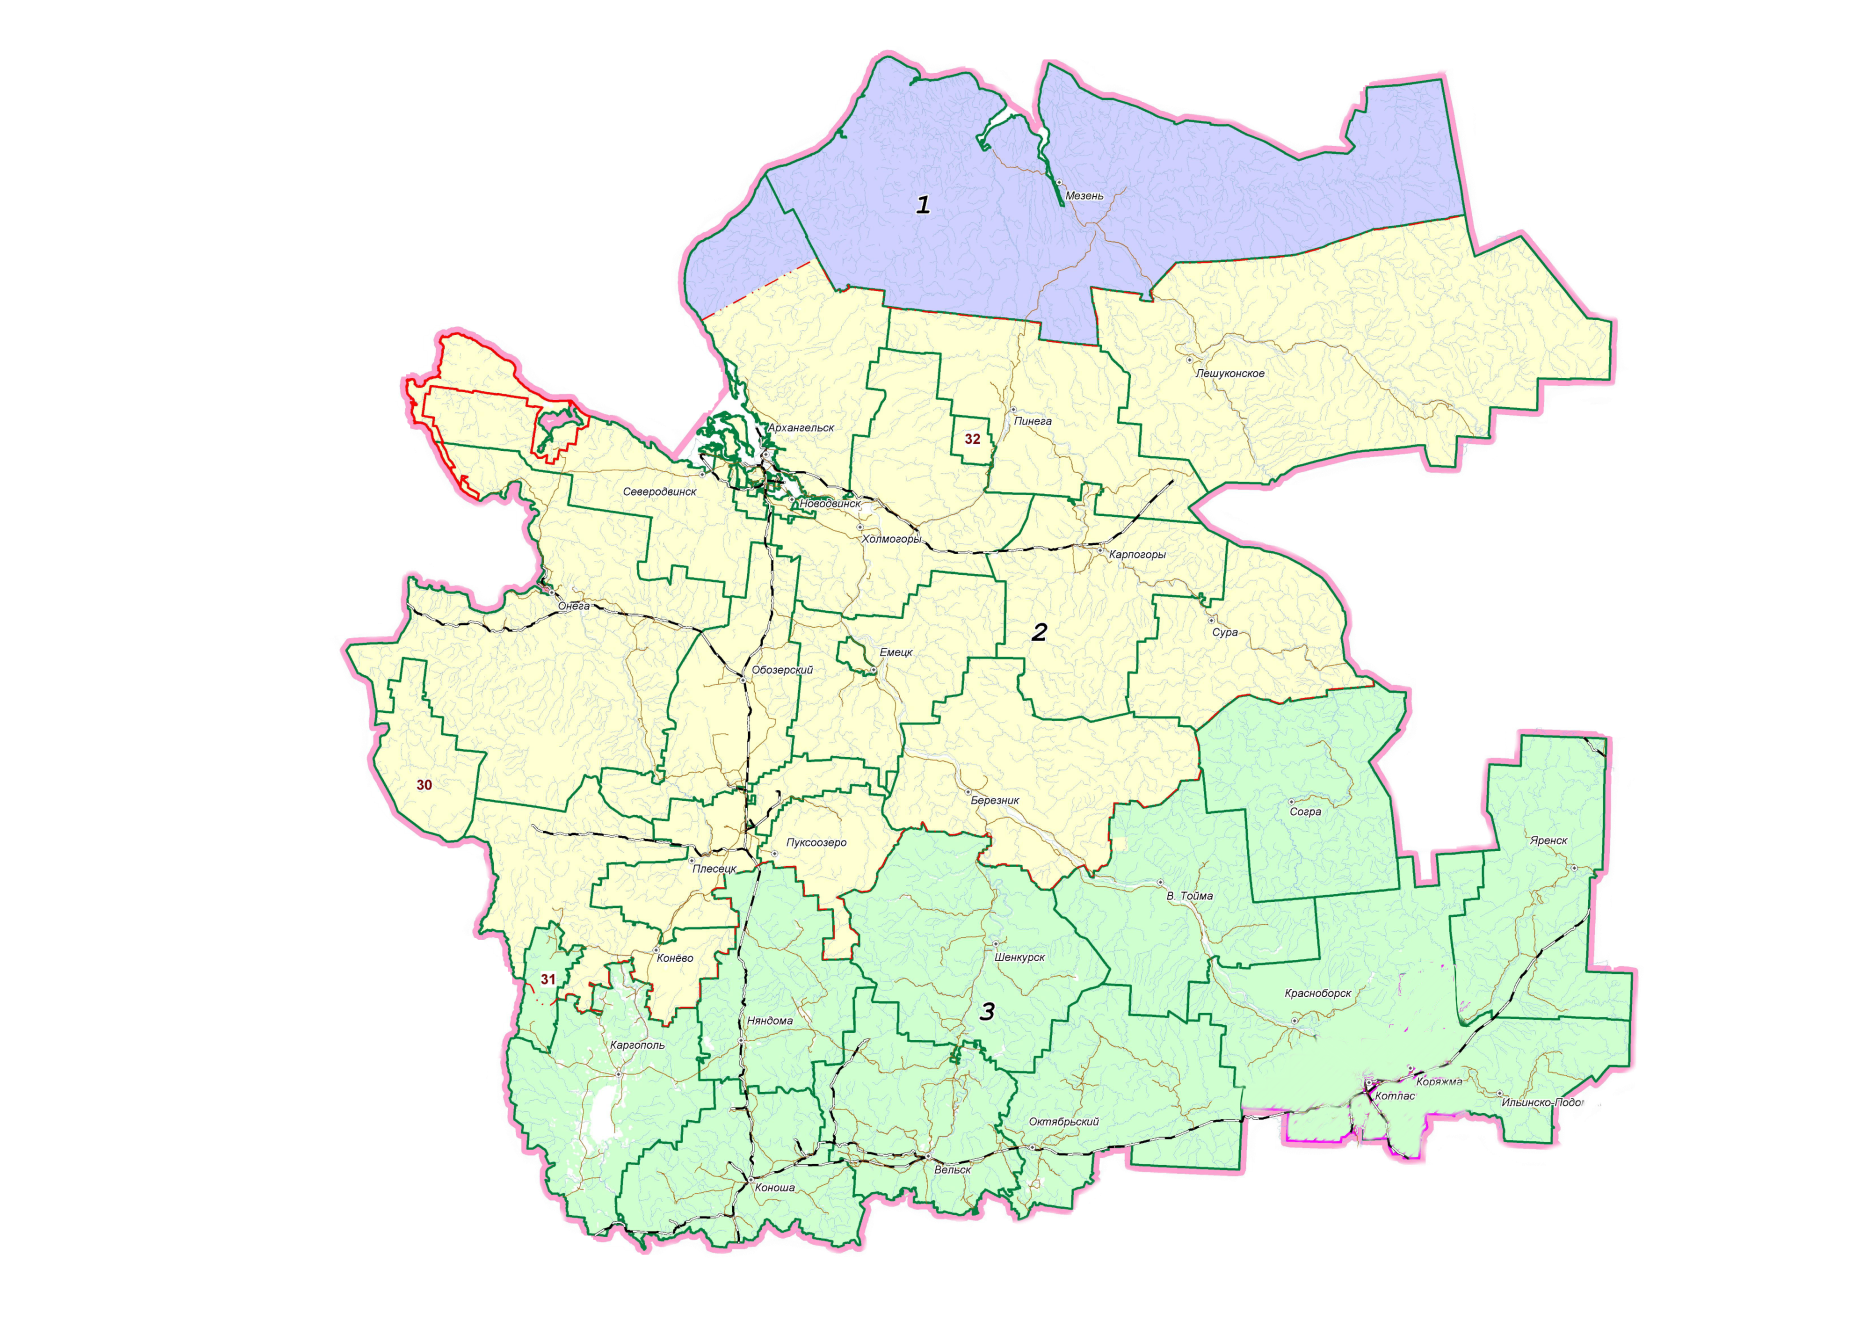 Мезень
1
Лешуконское
Пинега
Архангельск
32
Северодвинск
Новодвинск
Холмогоры
Карпогоры
Онега
Сура
2
Емецк
Обозерский
30
Березник
Согра
Пуксоозеро
Яренск
Плесецк
В. Тойма
Конёво
Шенкурск
31
Красноборск
3
Няндома
Каргополь
Коряжма
Котлас
Ильинско-Подо
Октябрьский
Вельск
Коноша